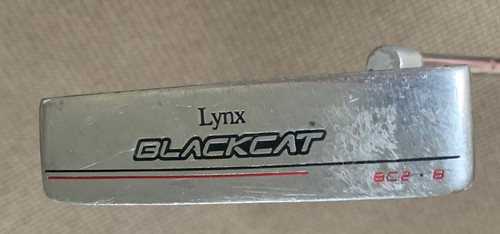 Lynx
BLACKCAT
BC2 · B